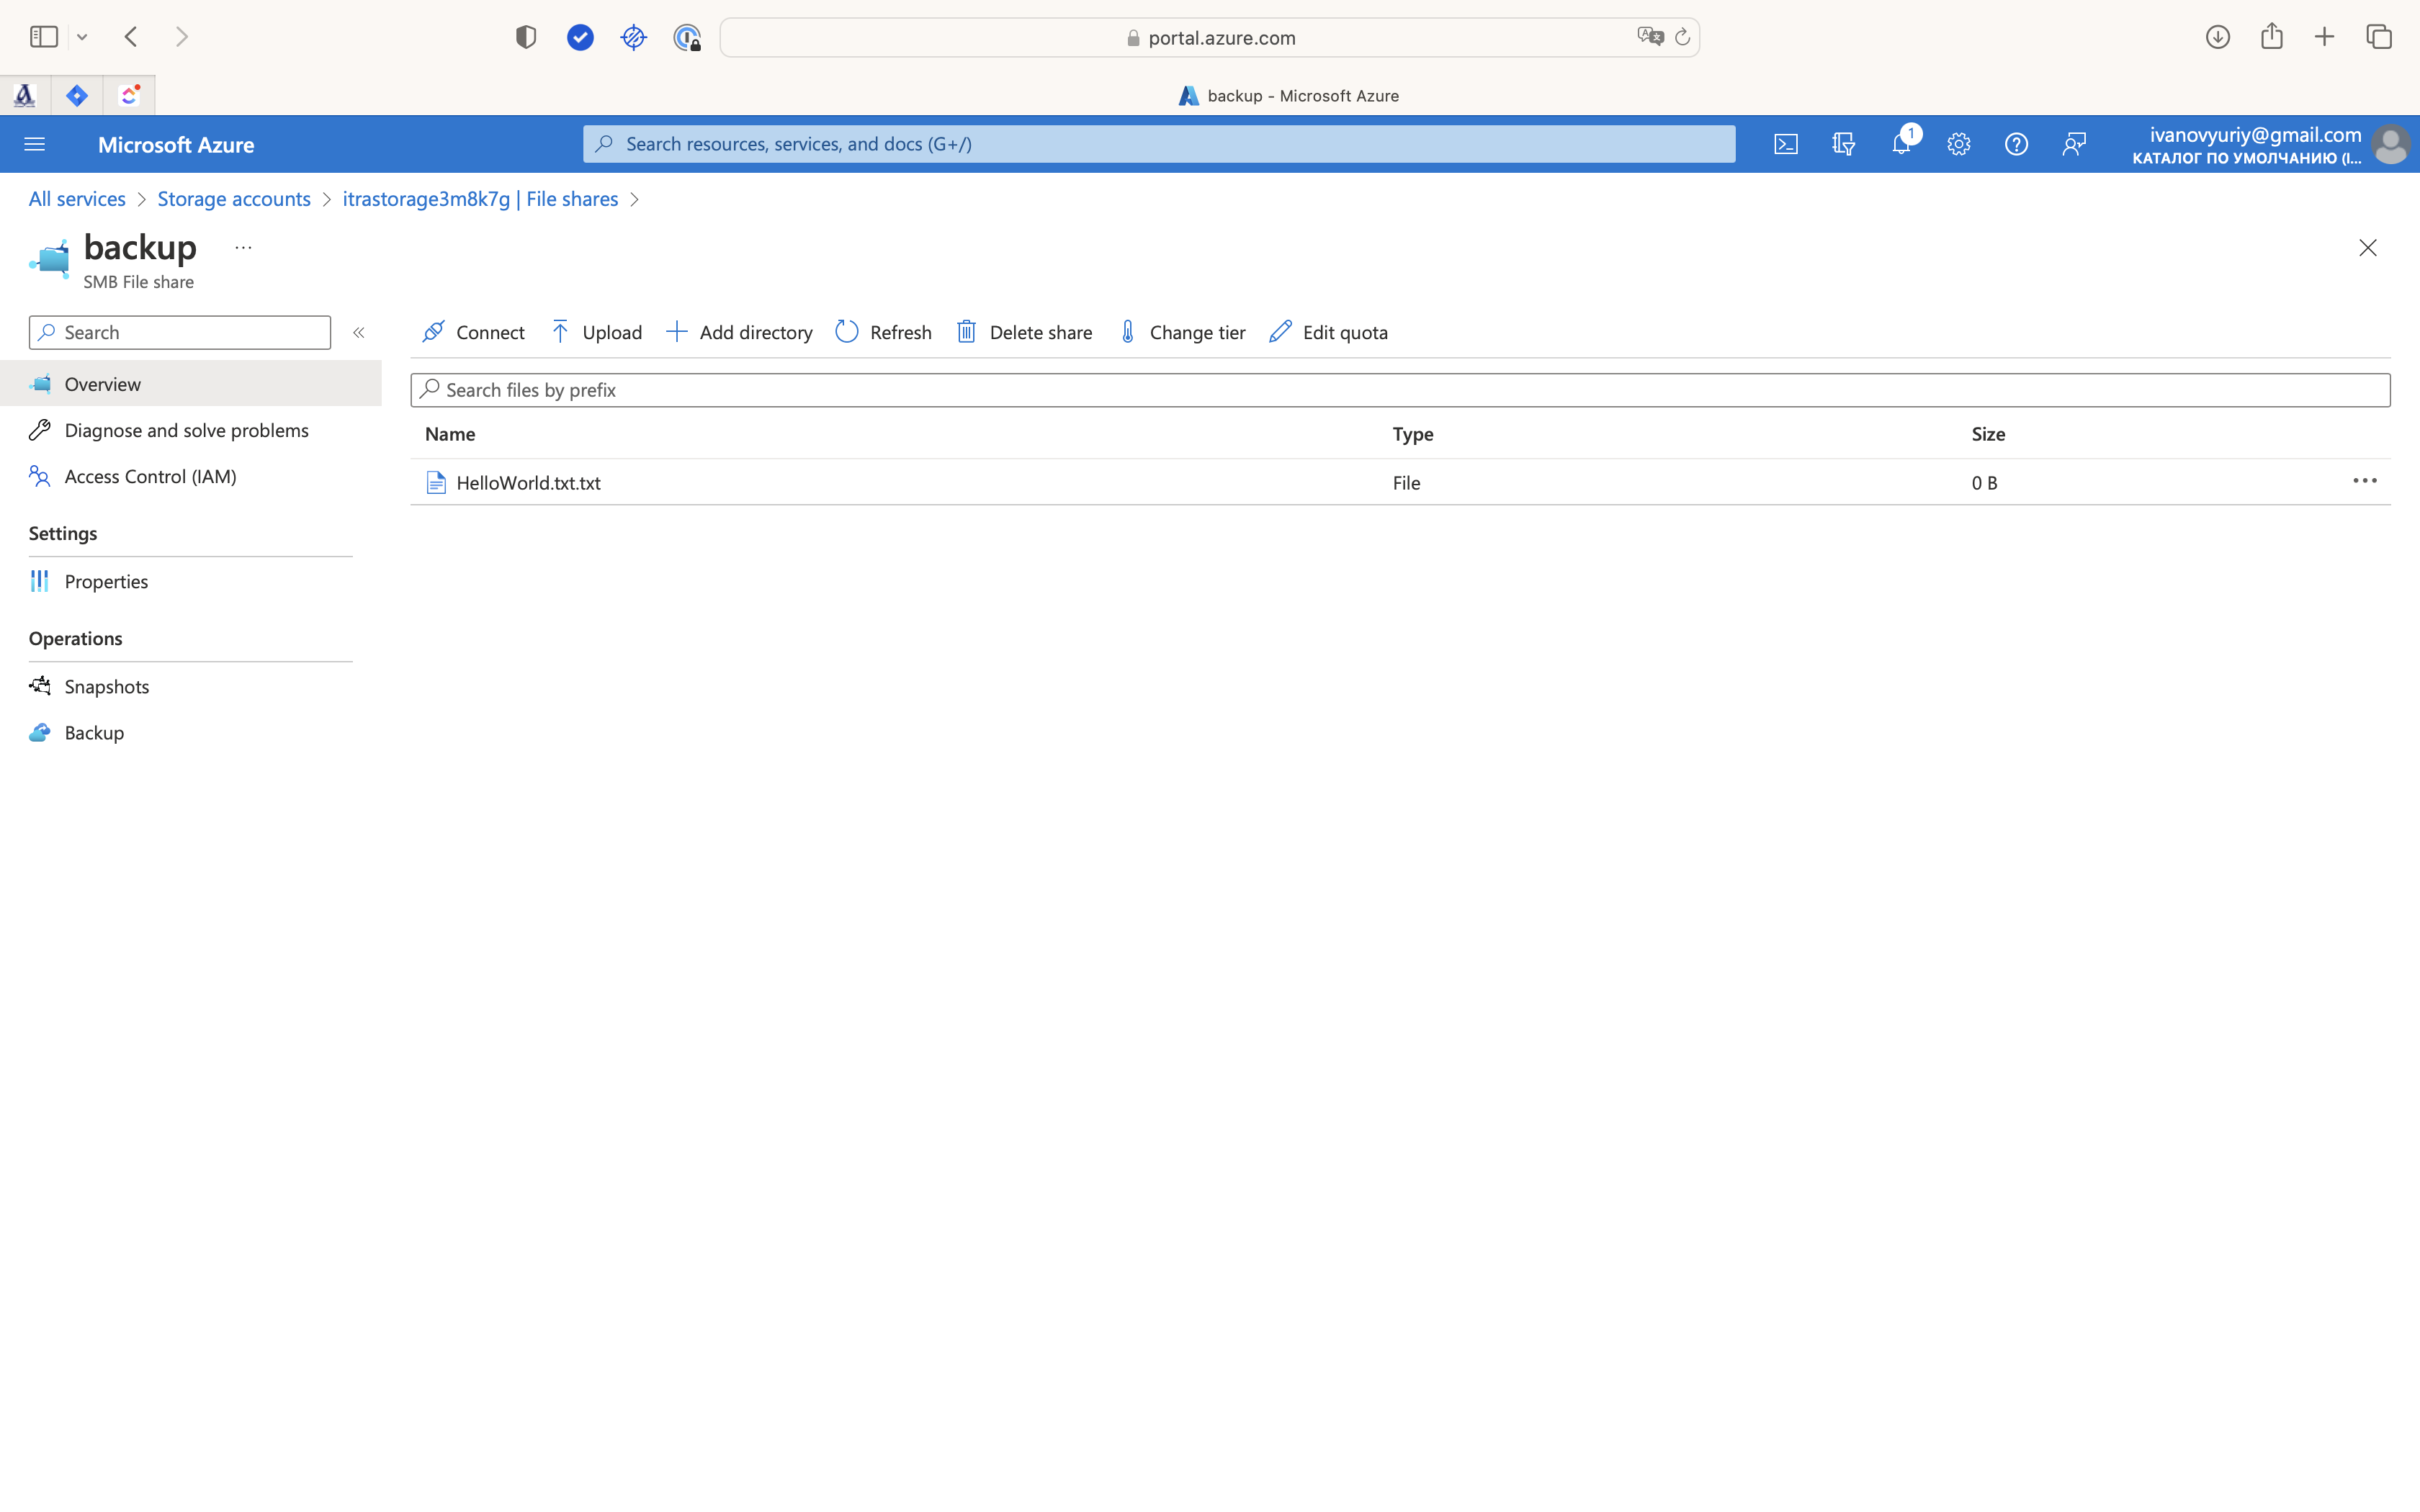 portal.azure.com
backup - Microsoft Azure
Microsoft Azure
Search resources, services, and docs (G+/)
1
ivanovyuriy@gmail.com
КАТАЛОГ ПО УМОЛЧАНИЮ (I...
All services > Storage accounts > itrastorage3m8k7g | File shares >
backup ...
SMB File share
Search
«
Connect
Upload
Add directory
Refresh
Delete share
Change tier
Edit quota
Overview
Diagnose and solve problems
Access Control (IAM)
Settings
Properties
Operations
Snapshots
Backup
Search files by prefix
Name Type Size
HelloWorld.txt.txt File 0 B